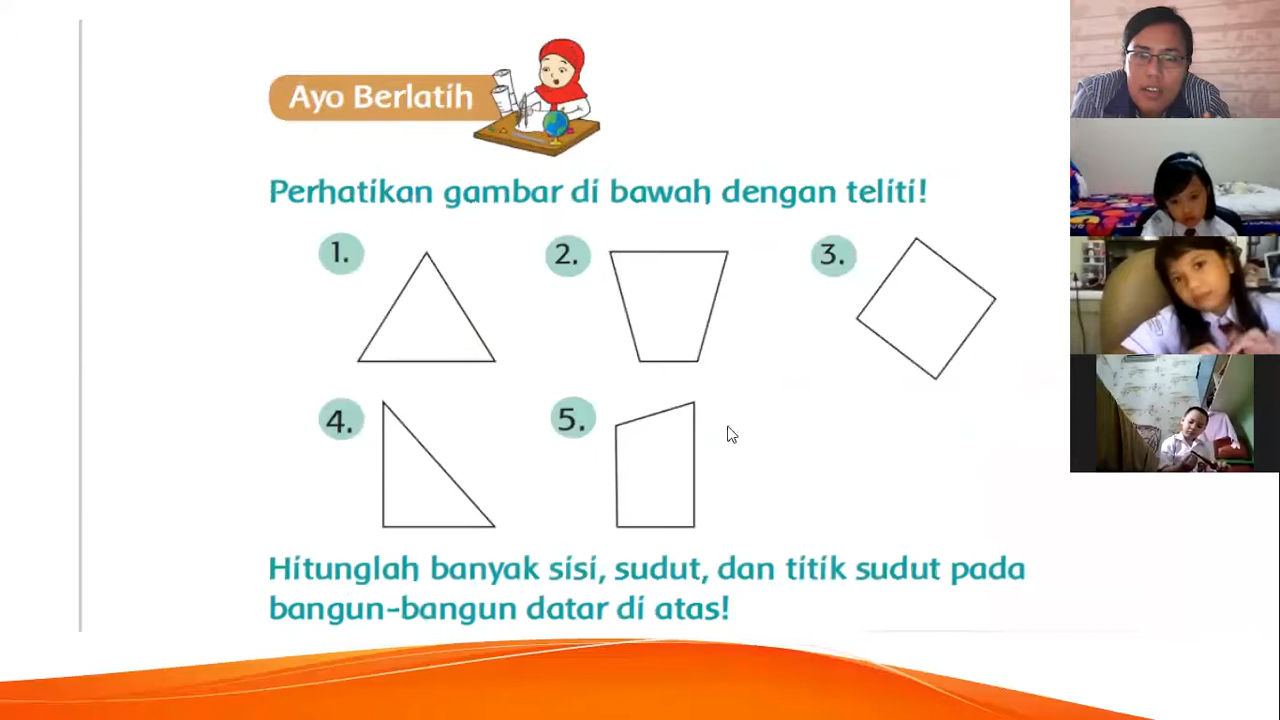 Ayo Berlatih
Perhatikan gambar di bawah dengan teliti!
1.
2.
3.
4.
5.
Hitunglah banyak sisi, sudut, dan titik sudut pada
bangun-bangun datar di atas!